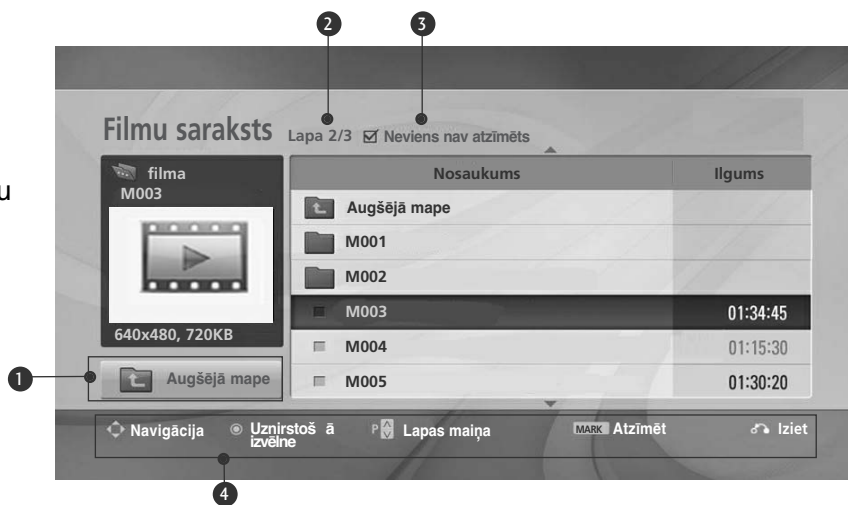 2 3
Filmu saraksts Lapa 2/3 Neviens nav atzīmēts
filma
M003
u
Nosaukums Ilgums
Augšējā mape
M001
M002
M003 01:34:45
M004 01:15:30
M005 01:30:20
640x480, 720KB
1 Augšējā mape
Navigācija Uznirstoš ā izvēlne P Lapas maiņa MARK Atzīmēt Iziet
4